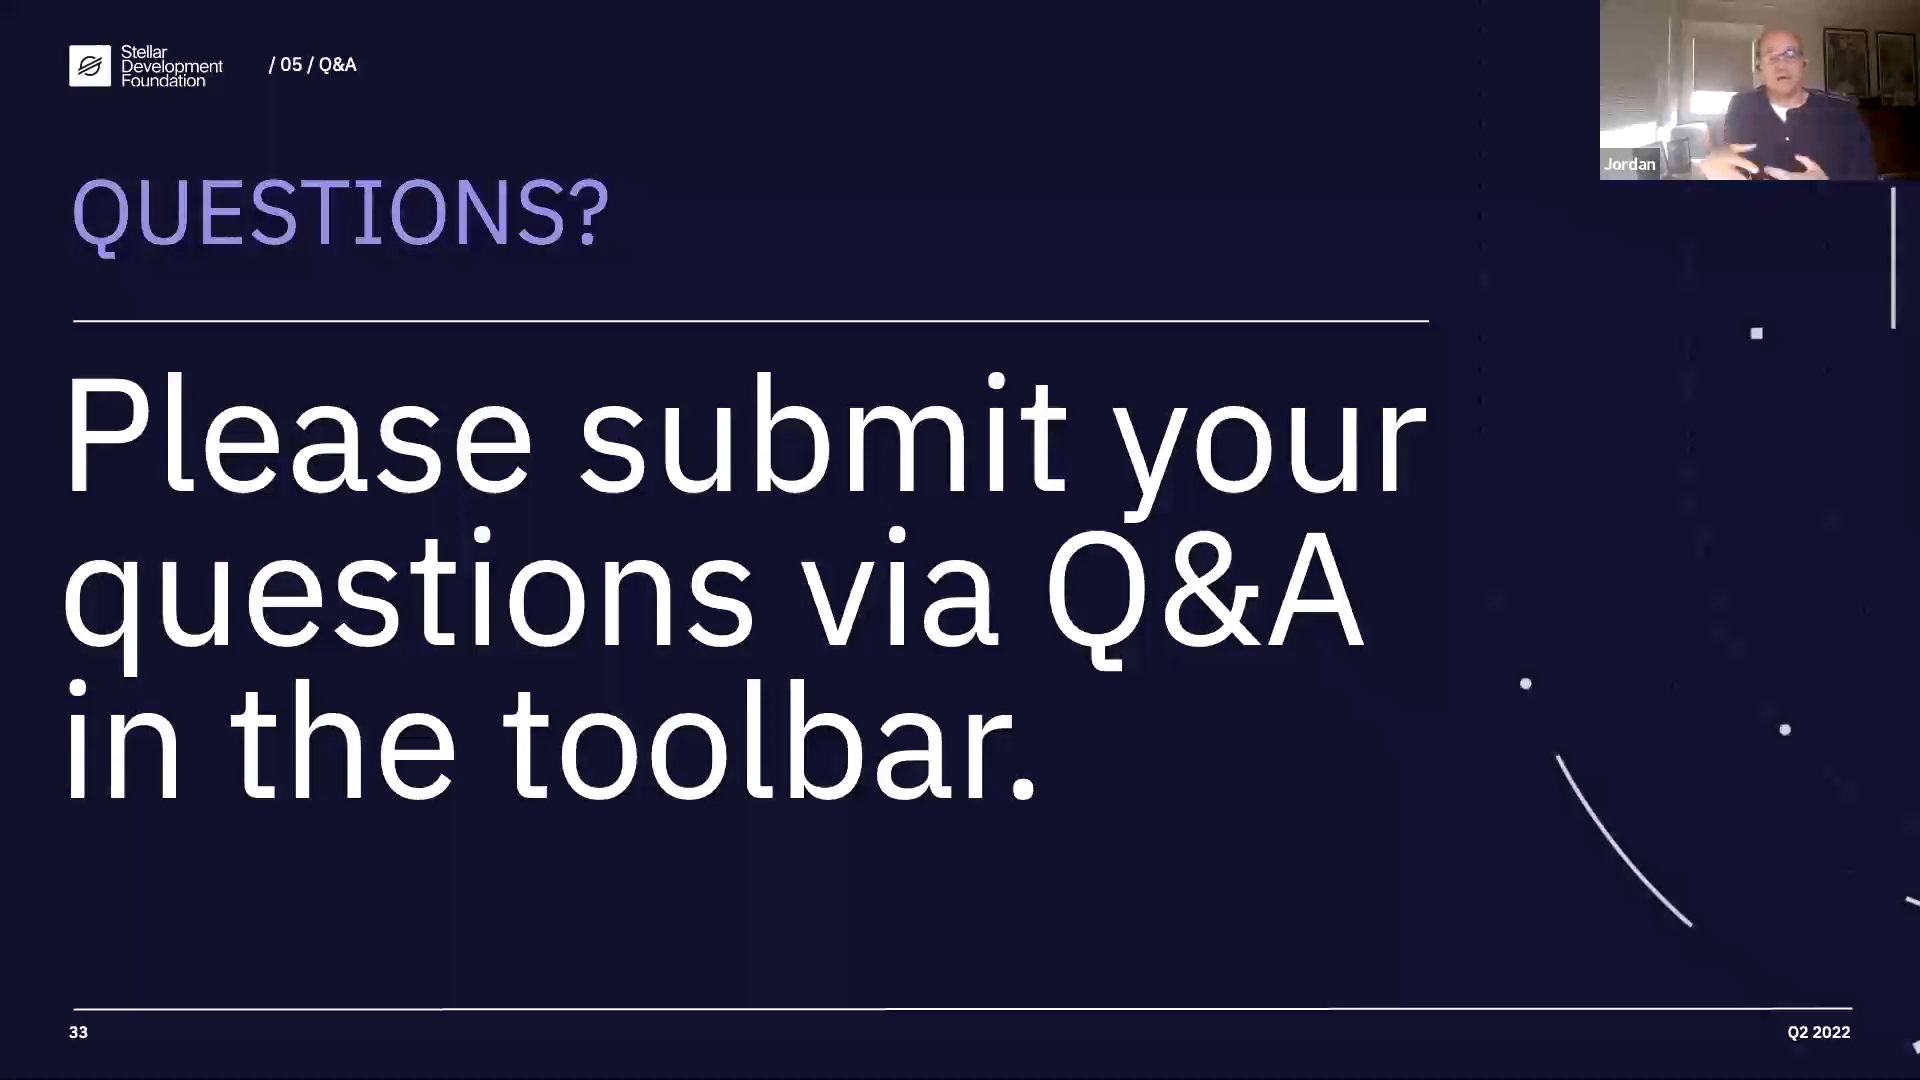 Stellar
Development
Foundation
/ 05 / Q&A
Jordan
QUESTIONS?
Please submit your
questions via Q&A
in the toolbar.
33
Q2 2022